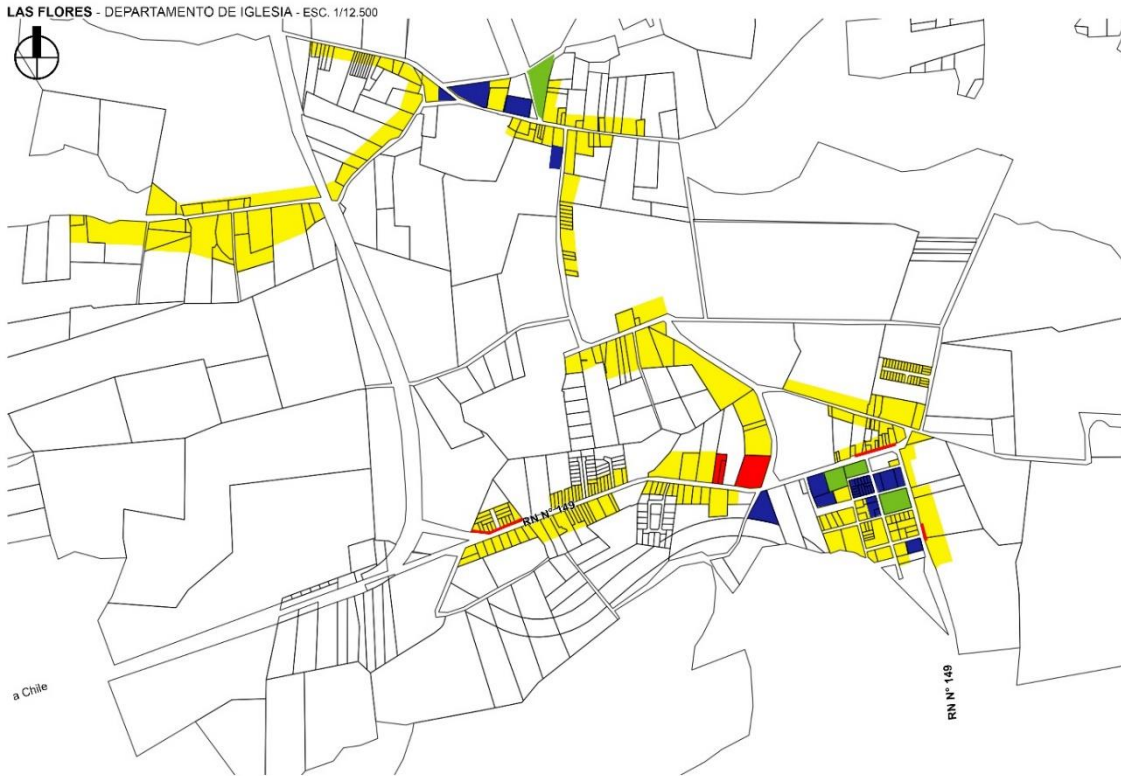 LAS FLORES - DEPARTAMENTO DE IGLESIA - ESC. 1/12.500
RN N° 149
a Chile
RN N° 149